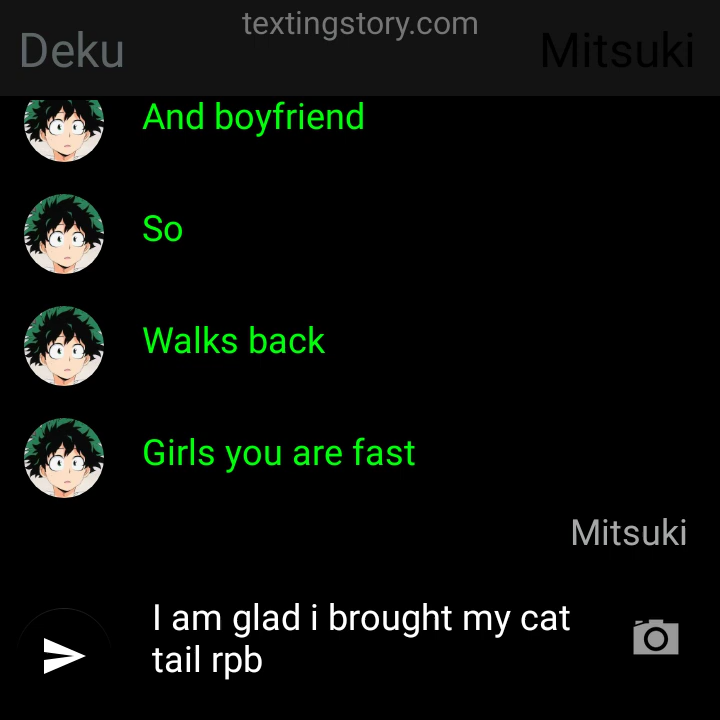 textingstory.com
Deku
Mitsuki
And boyfriend
So
Walks back
Girls you are fast
Mitsuki
I am glad i brought my cat
tail rpb